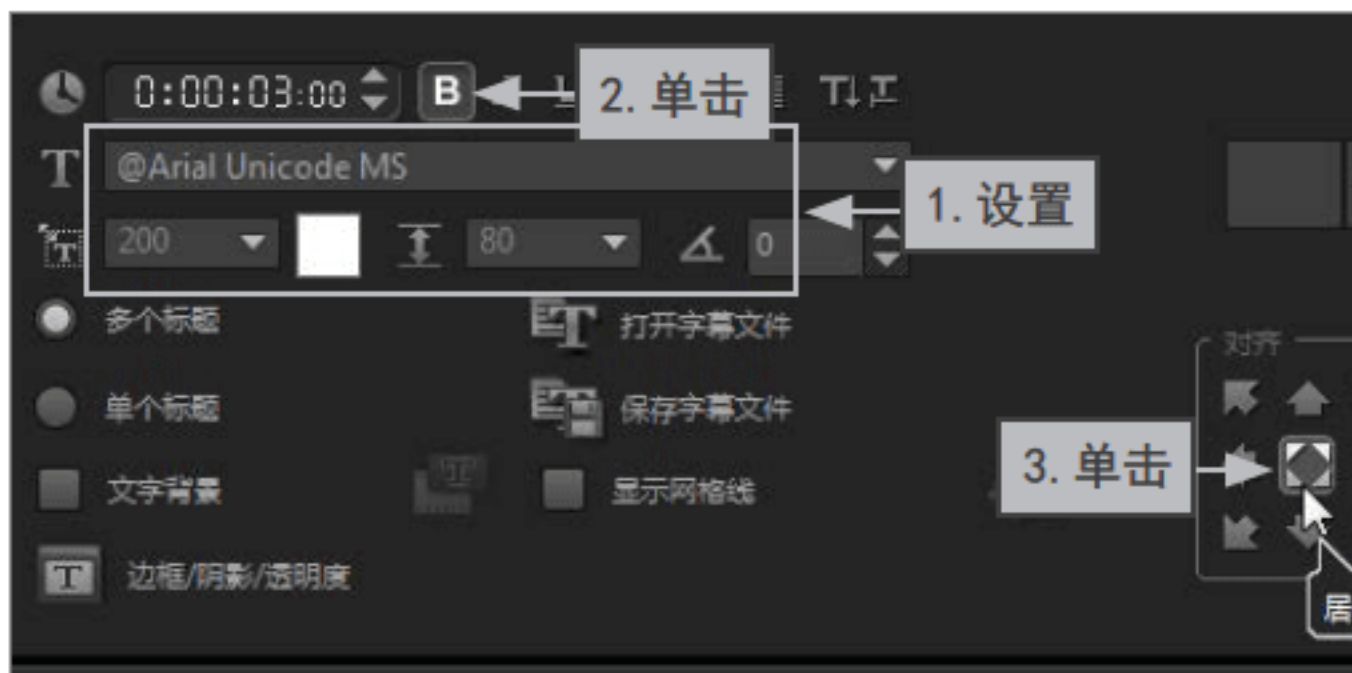 0:00:03:00 B 2. 单击
T @Arial Unicode MS
1. 设置
200 80 0
多个标题 打开字幕文件
对齐
单个标题 保存字幕文件
3. 单击
文字背景 显示网格线
T 边框/阴影/透明度
居